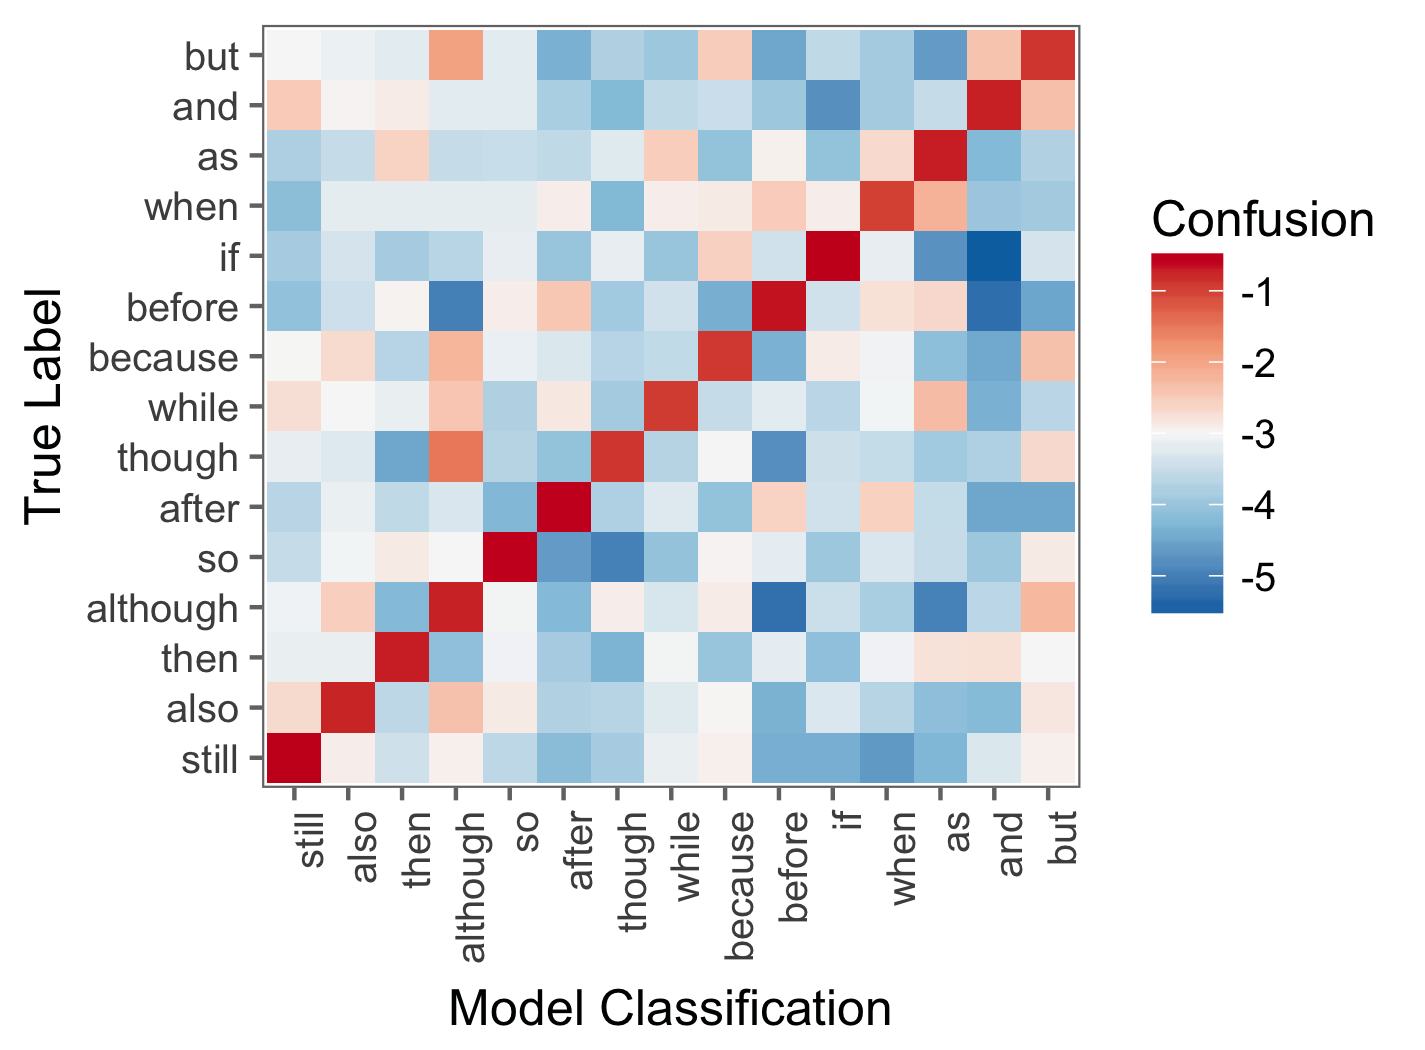 but
and
as
when
if
before
because
while
though
after
so
although
then
also
still
True Label
still
also
then
although
so
after
though
while
because
before
if
when
as
and
but
Model Classification
Confusion
-1
-2
-3
-4
-5